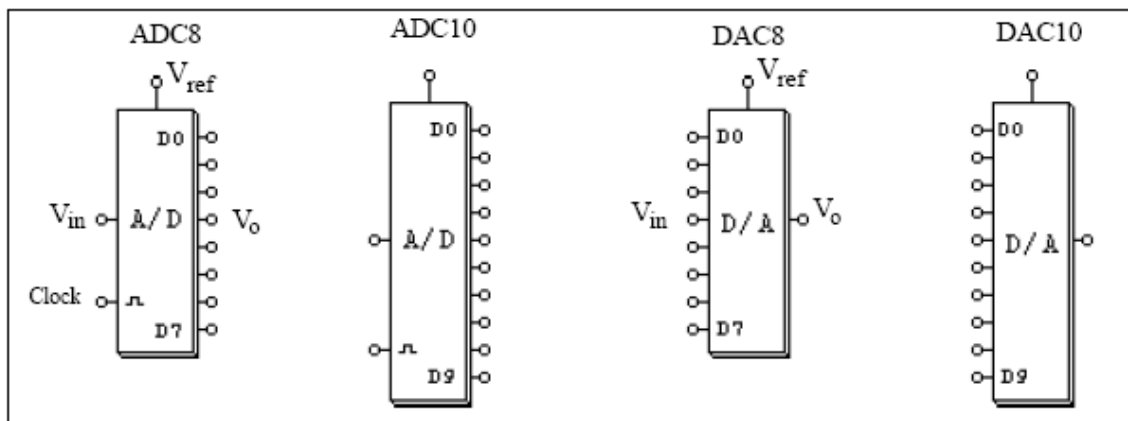 ADC8
ADC10
DAC8
DAC10
Vref
Vref
D0
D0
D0
D0
Vin
A/D
Vo
A/D
Vin
D/A
Vo
D/A
Clock
D7
D9
D7
D9